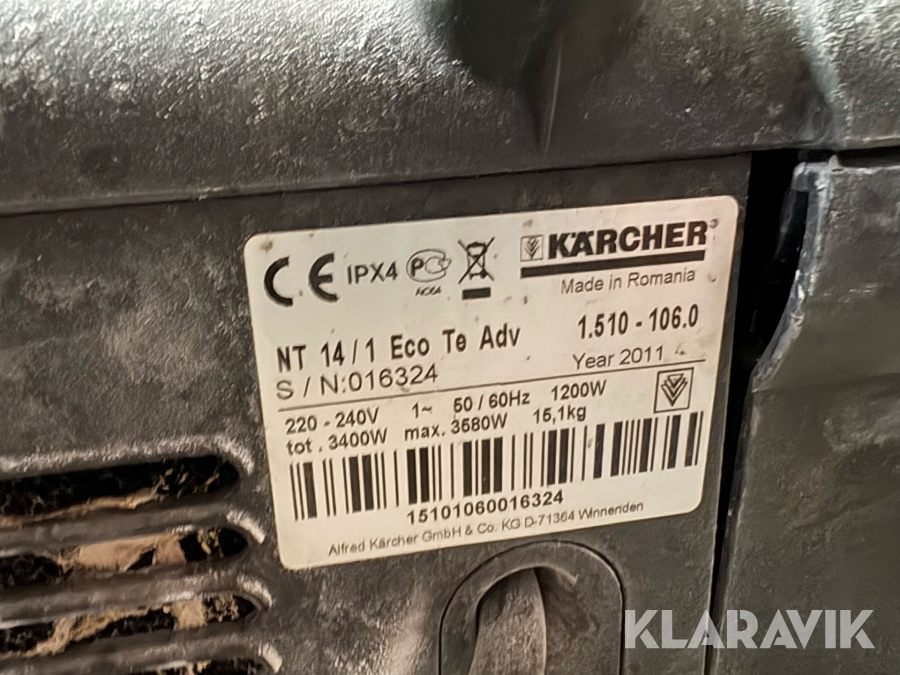 CE IPX4 PC KÄRCHER
AC64
Made in Romania
NT 14/1 Eco Te Adv 1.510 - 106.0
S/N:016324 Year 2011
220 - 240V 1~ 50/60Hz 1200W
tot. 3400W max. 3580W 15,1kg
15101060016324
Alfred Kärcher GmbH & Co. KG D-71364 Winnenden
KLARAVIK